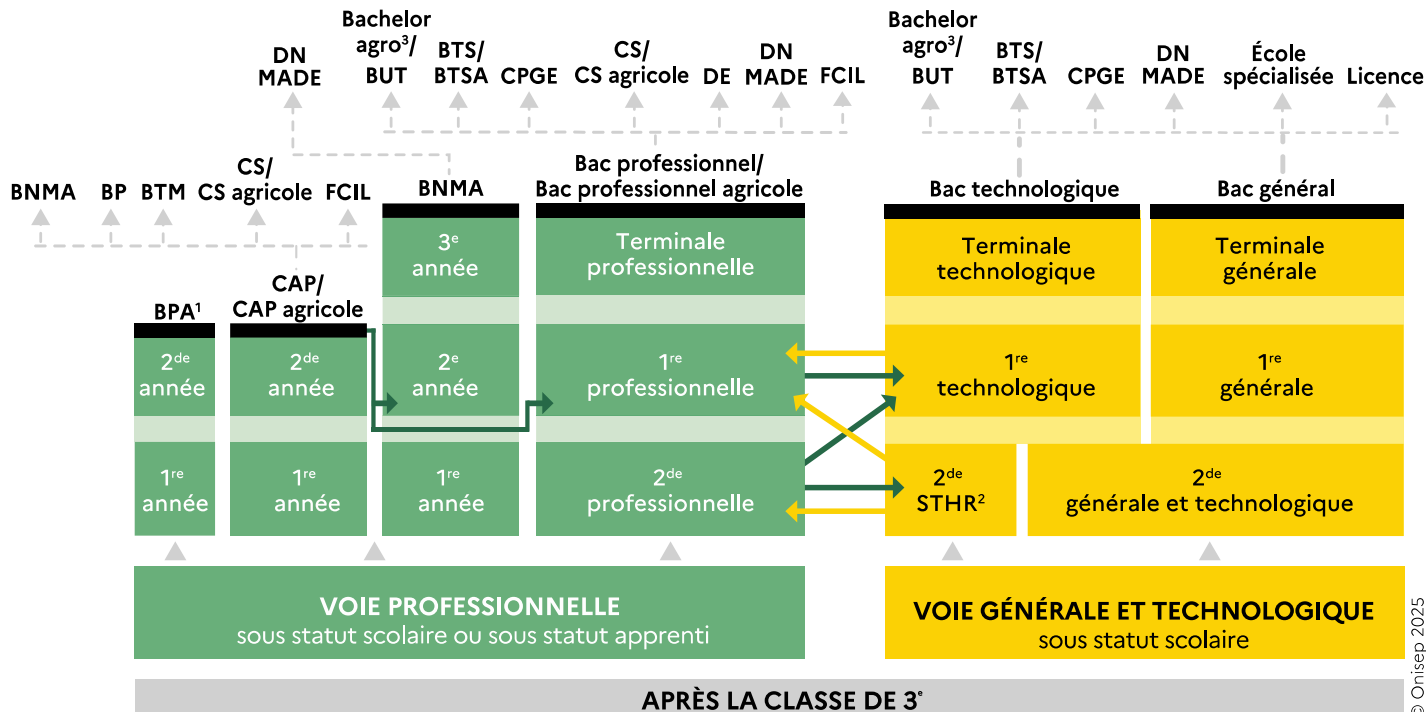 DN
MADE
Bachelor
agro³/
BUT
BTS/
BTSA
CPGE
CS/
CS agricole
DE
DN
MADE
FCIL
Bachelor
agro³/
BUT
BTS/
BTSA
CPGE
DN
MADE
École
spécialisée
Licence
BNMA
BP
BTM
CS/
CS agricole
FCIL
BNMA
Bac professionnel/
Bac professionnel agricole
Bac technologique
Bac général
3e
année
Terminale
professionnelle
Terminale
technologique
Terminale
générale
BPA¹
CAP/
CAP agricole
2de
année
2de
année
2e
année
1re
professionnelle
1re
technologique
1re
générale
1re
année
1re
année
1re
année
2de
professionnelle
2de
STHR²
2de
générale et technologique
VOIE PROFESSIONNELLE
sous statut scolaire ou sous statut apprenti
VOIE GÉNÉRALE ET TECHNOLOGIQUE
sous statut scolaire
APRÈS LA CLASSE DE 3e
© Onisep 2025